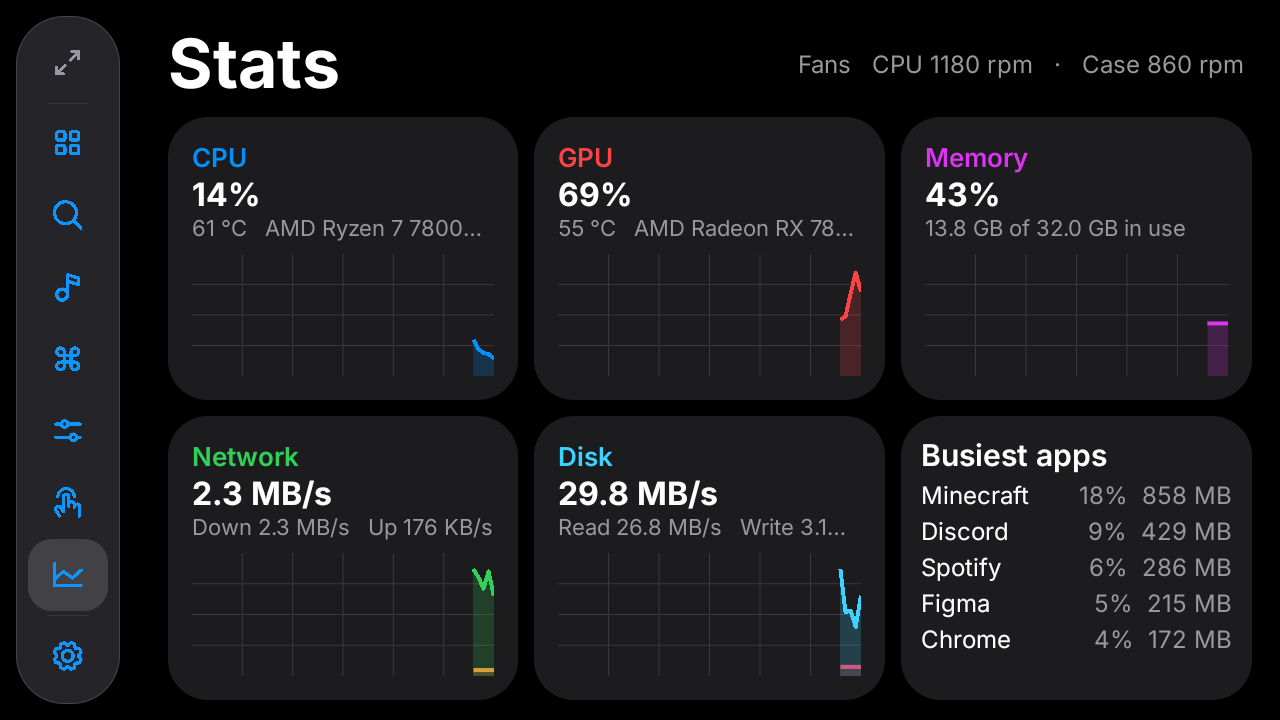 Stats
Fans CPU 1180 rpm · Case 860 rpm
CPU
14%
61 °C AMD Ryzen 7 7800...
GPU
69%
55 °C AMD Radeon RX 78...
Memory
43%
13.8 GB of 32.0 GB in use
Network
2.3 MB/s
Down 2.3 MB/s Up 176 KB/s
Disk
29.8 MB/s
Read 26.8 MB/s Write 3.1...
Busiest apps
Minecraft 18% 858 MB
Discord 9% 429 MB
Spotify 6% 286 MB
Figma 5% 215 MB
Chrome 4% 172 MB